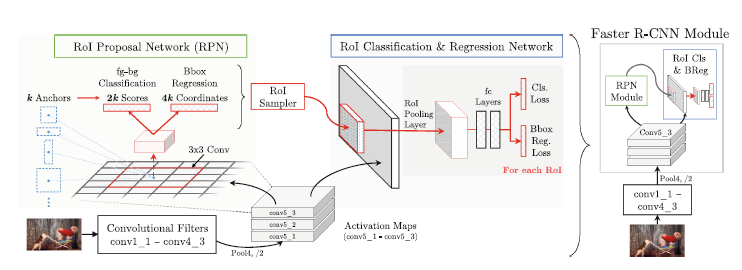 RoI Proposal Network (RPN)
RoI Classification & Regression Network
Faster R-CNN Module
fg-bg
Classification
Bbox
Regression
k Anchors
2k Scores
4k Coordinates
3x3 Conv
RoI
Sampler
RoI
Pooling
Layer
fc
Layers
Cls.
Loss
Bbox
Reg.
Loss
For each RoI
conv5_3
conv5_2
conv5_1
Convolutional Filters
conv1_1 – conv4_3
Pool4, /2
Activation Maps
(conv5_1 - conv5_3)
RoI Cls
& BReg
RPN
Module
Conv5_3
Pool4, /2
conv1_1 –
conv4_3